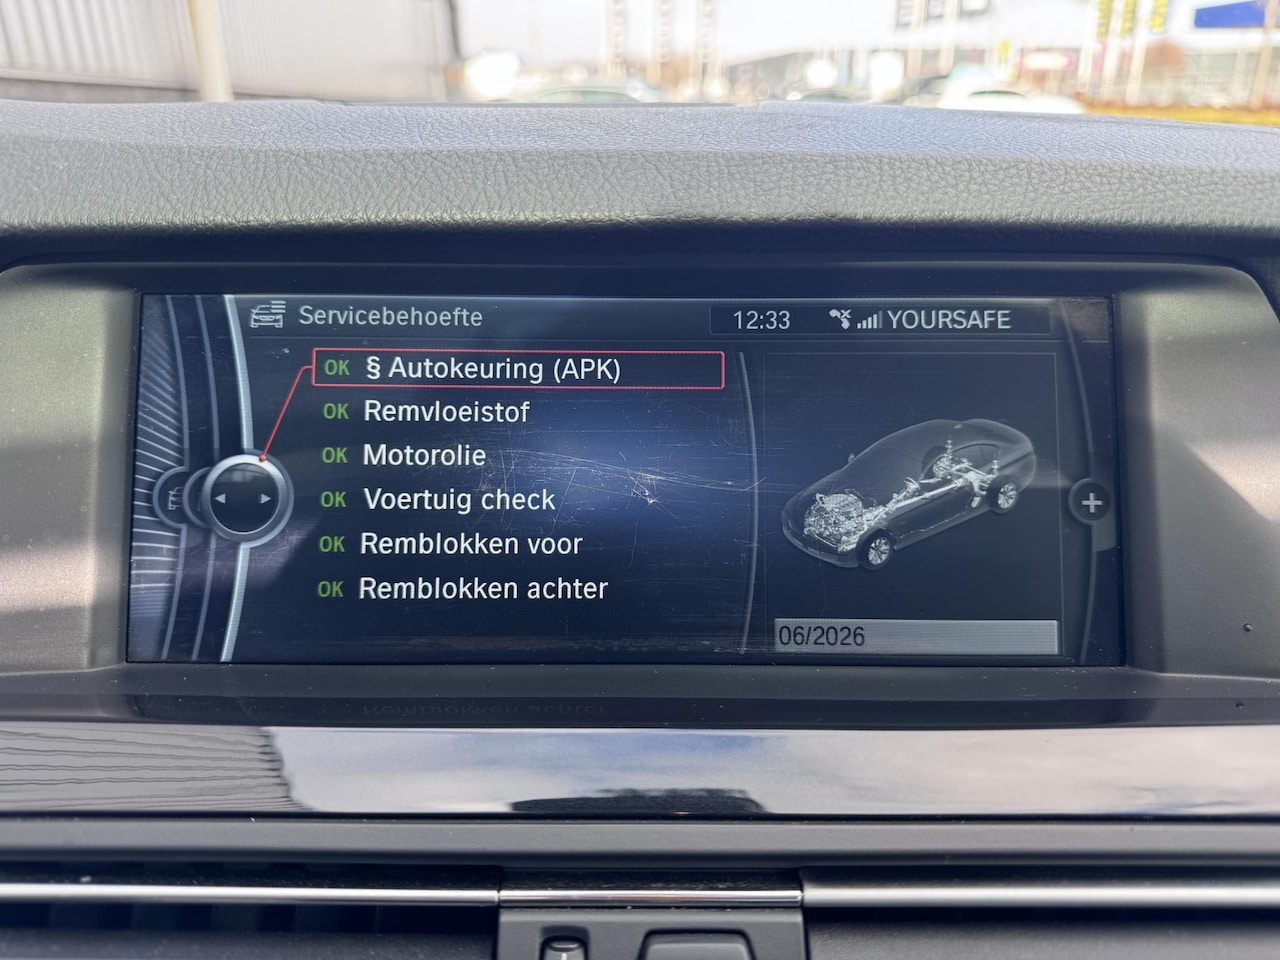 Servicebehoefte
12:33
YOURSAFE
OK § Autokeuring (APK)
OK Remvloeistof
OK Motorolie
OK Voertuig check
OK Remblokken voor
OK Remblokken achter
06/2026